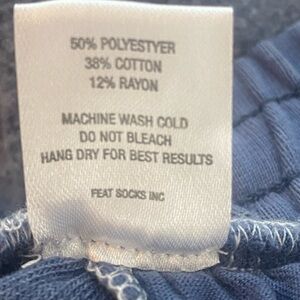 50% POLYESTYER
38% COTTON
12% RAYON
MACHINE WASH COLD
DO NOT BLEACH
HANG DRY FOR BEST RESULTS
FEAT SOCKS INC